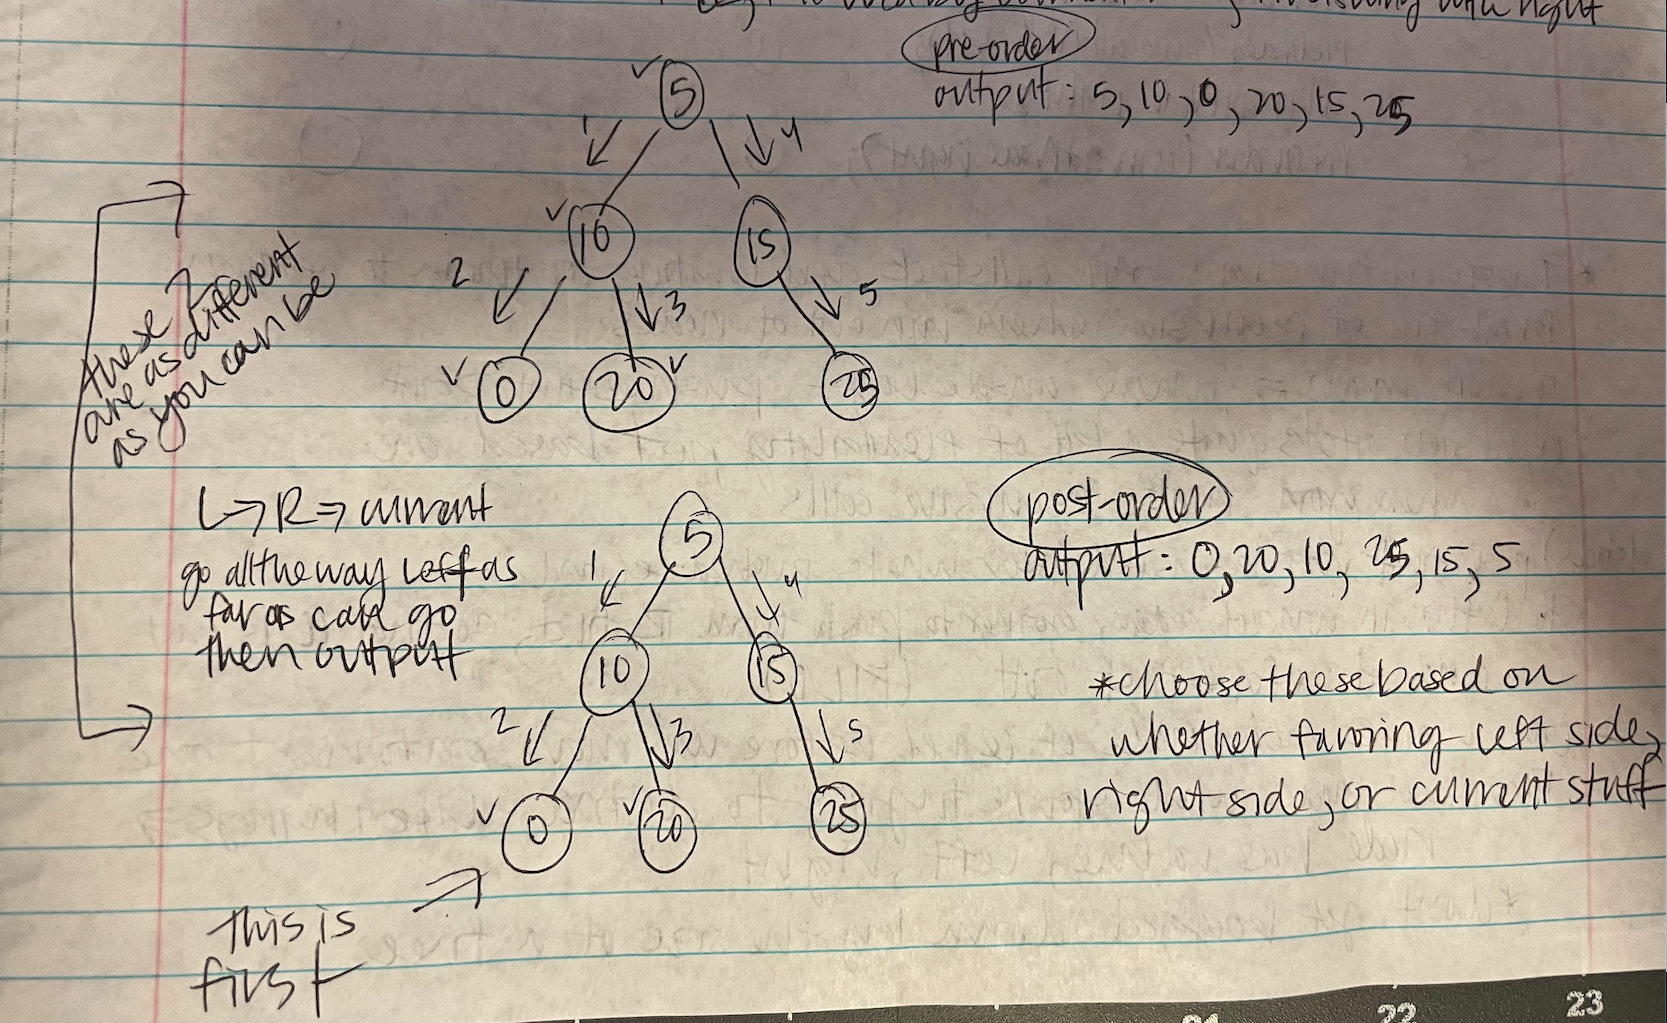 with right
pre-order
output: 5, 10, 0, 20, 15, 25
5
1
4
10
15
2
3
5
0
20
25
these 2
are as different
as you can be
L → R → current
go all the way left as
far as can go
then output
post-order
output: 0, 20, 10, 25, 15, 5
5
1
4
10
15
2
3
5
0
20
25
*choose these based on
whether favoring left side,
right side, or current stuff
this is
first
21
22
23